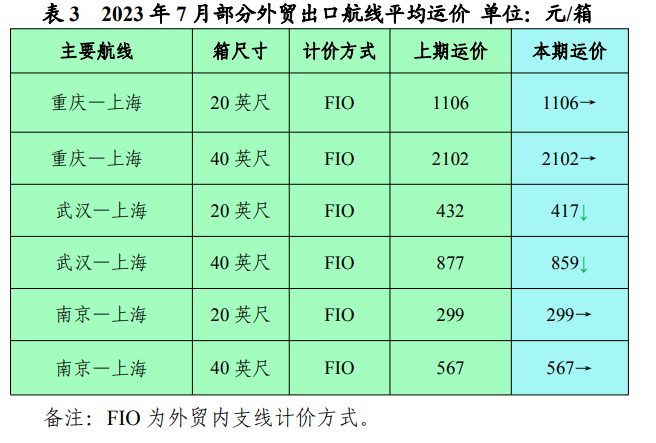 表 3 2023 年 7 月部分外贸出口航线平均运价 单位：元/箱
主要航线 箱尺寸 计价方式 上期运价 本期运价
重庆—上海 20 英尺 FIO 1106 1106→
重庆—上海 40 英尺 FIO 2102 2102→
武汉—上海 20 英尺 FIO 432 417↓
武汉—上海 40 英尺 FIO 877 859↓
南京—上海 20 英尺 FIO 299 299→
南京—上海 40 英尺 FIO 567 567→
备注：FIO 为外贸内支线计价方式。